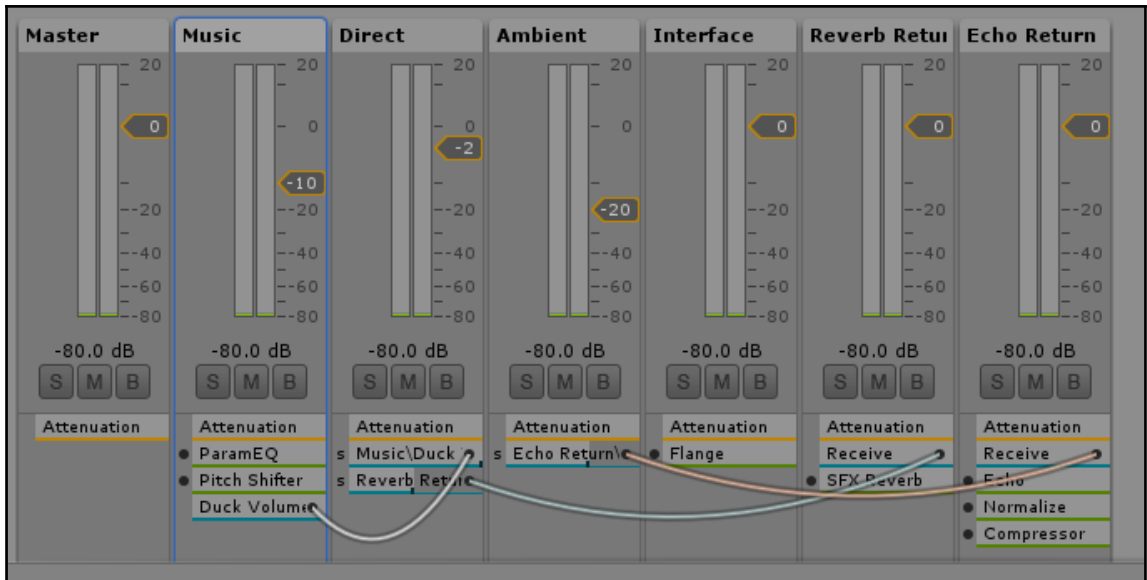 Master
20
0
-20
-40
-60
-80
-80.0 dB
S M B
Attenuation
Music
20
0
-10
-20
-40
-60
-80
-80.0 dB
S M B
Attenuation
ParamEQ
Pitch Shifter
Duck Volume
Direct
20
0
-2
-20
-40
-60
-80
-80.0 dB
S M B
Attenuation
s Music\Duck
s Reverb Retur
Ambient
20
0
-20
-20
-40
-60
-80
-80.0 dB
S M B
Attenuation
s Echo Return\
Interface
20
0
-20
-40
-60
-80
-80.0 dB
S M B
Attenuation
Flange
Reverb Retur
20
0
-20
-40
-60
-80
-80.0 dB
S M B
Attenuation
Receive
SFX Reverb
Echo Return
20
0
-20
-40
-60
-80
-80.0 dB
S M B
Attenuation
Receive
Echo
Normalize
Compressor